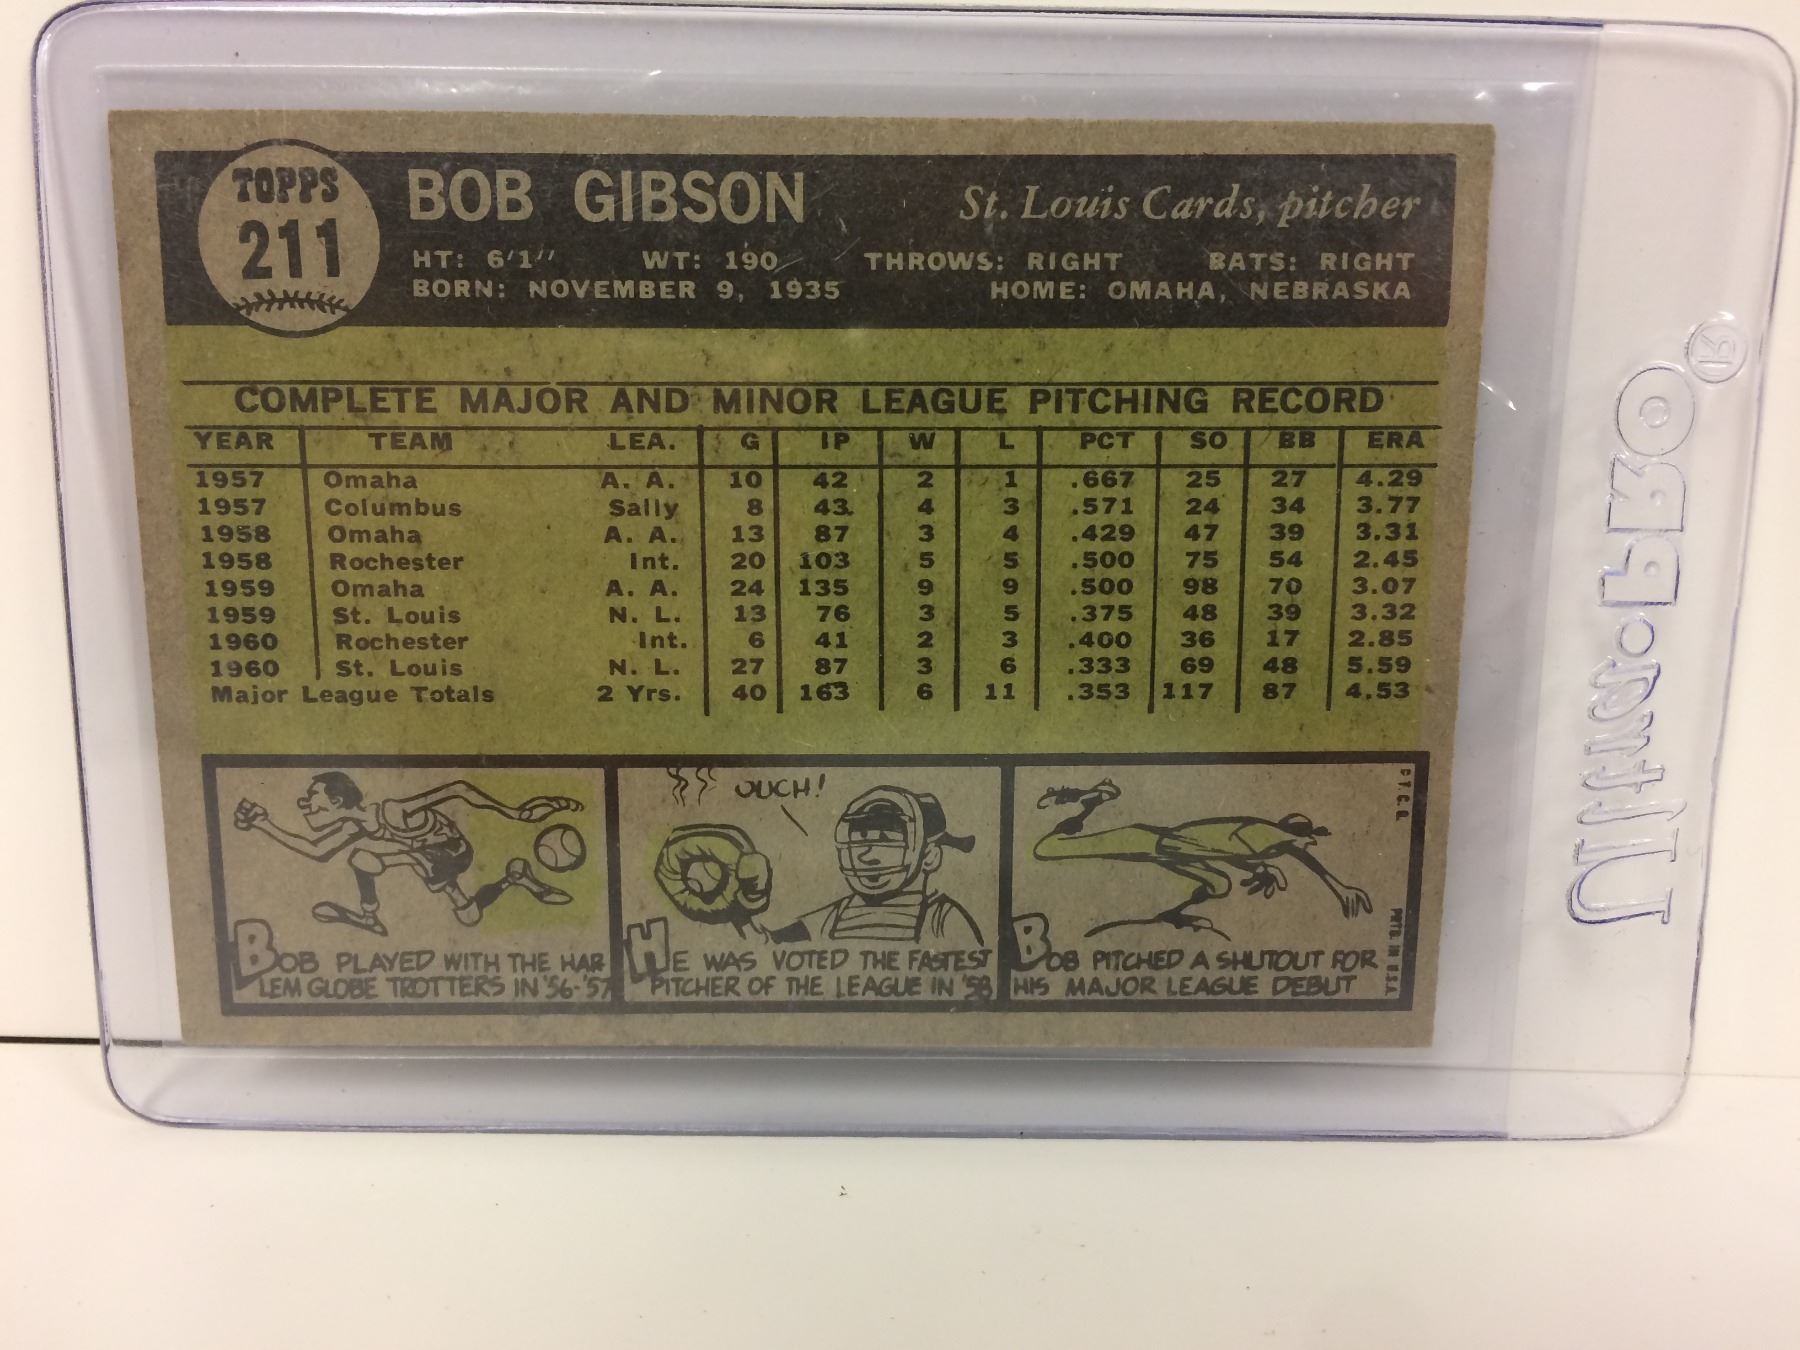 TOPPS
211
BOB GIBSON
St. Louis Cards, pitcher
HT: 6'1" WT: 190 THROWS: RIGHT BATS: RIGHT
BORN: NOVEMBER 9, 1935 HOME: OMAHA, NEBRASKA
COMPLETE MAJOR AND MINOR LEAGUE PITCHING RECORD
YEAR TEAM LEA. G IP W L PCT SO BB ERA
1957 Omaha A. A. 10 42 2 1 .667 25 27 4.29
1957 Columbus Sally 8 43 4 3 .571 24 34 3.77
1958 Omaha A. A. 13 87 3 4 .429 47 39 3.31
1958 Rochester Int. 20 103 5 5 .500 75 54 2.45
1959 Omaha A. A. 24 135 9 9 .500 98 70 3.07
1959 St. Louis N. L. 13 76 3 5 .375 48 39 3.32
1960 Rochester Int. 6 41 2 3 .400 36 17 2.85
1960 St. Louis N. L. 27 87 3 6 .333 69 48 5.59
Major League Totals 2 Yrs. 40 163 6 11 .353 117 87 4.53
BOB PLAYED WITH THE HAR
LEM GLOBE TROTTERS IN '56-'57
OUCH!
HE WAS VOTED THE FASTEST
PITCHER OF THE LEAGUE IN '58
BOB PITCHED A SHUTOUT FOR
HIS MAJOR LEAGUE DEBUT
© T.C.G. PRTD. IN U.S.A.
ULTRA•PRO®